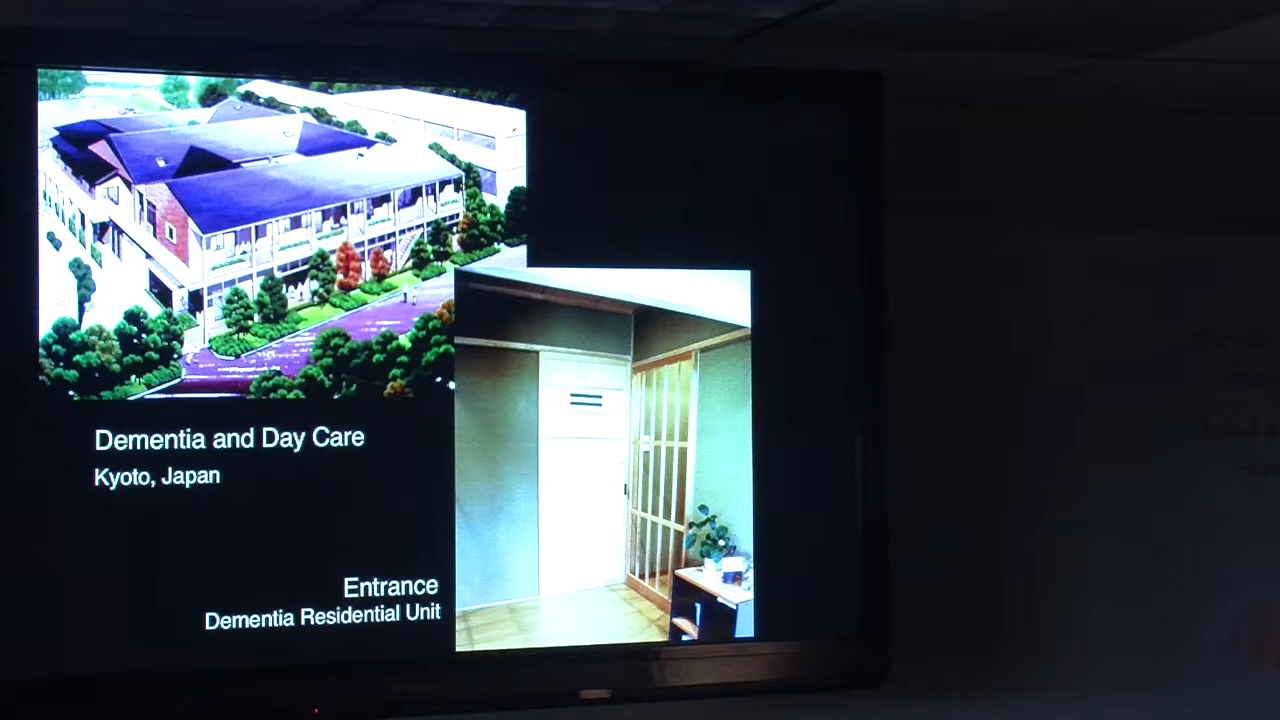 Dementia and Day Care
Kyoto, Japan
Entrance
Dementia Residential Unit